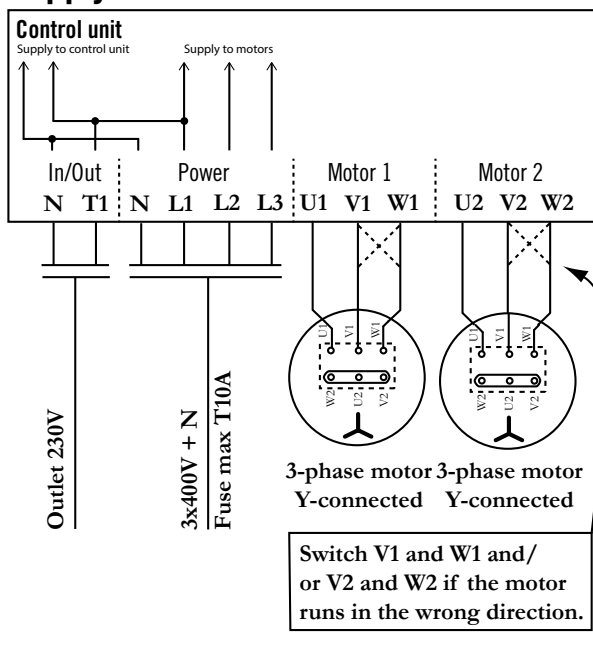 Control unit
Supply to control unit
Supply to motors
In/Out Power Motor 1 Motor 2
N T1 N L1 L2 L3 U1 V1 W1 U2 V2 W2
U1 V1 W1
W2 U2 V2
U1 V1 W1
W2 U2 V2
Outlet 230V
3x400V + N
Fuse max T10A
3-phase motor
Y-connected
3-phase motor
Y-connected
Switch V1 and W1 and/
or V2 and W2 if the motor
runs in the wrong direction.